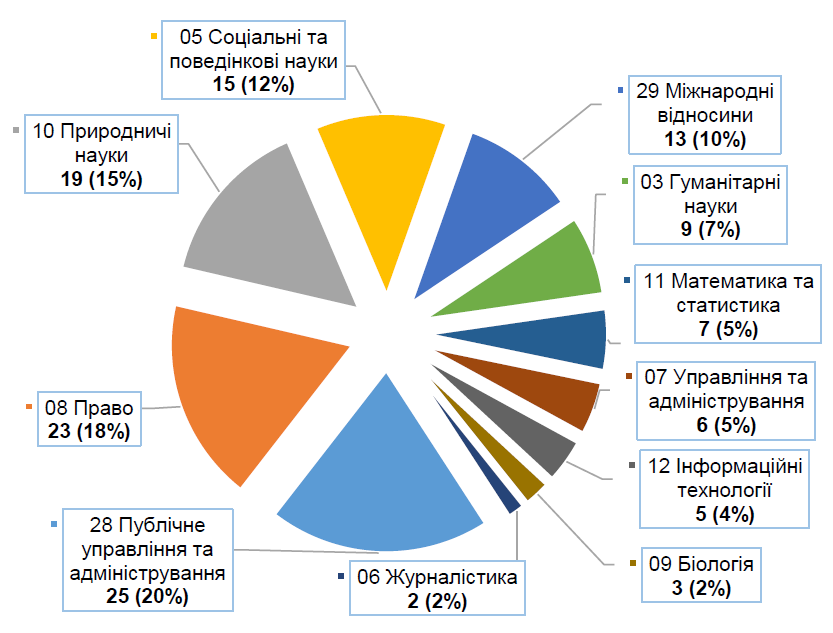 05 Соціальні та
поведінкові науки
15 (12%)
29 Міжнародні
відносини
13 (10%)
10 Природничі
науки
19 (15%)
03 Гуманітарні
науки
9 (7%)
11 Математика та
статистика
7 (5%)
07 Управління та
адміністрування
6 (5%)
08 Право
23 (18%)
12 Інформаційні
технології
5 (4%)
28 Публічне
управління та
адміністрування
25 (20%)
06 Журналістика
2 (2%)
09 Біологія
3 (2%)